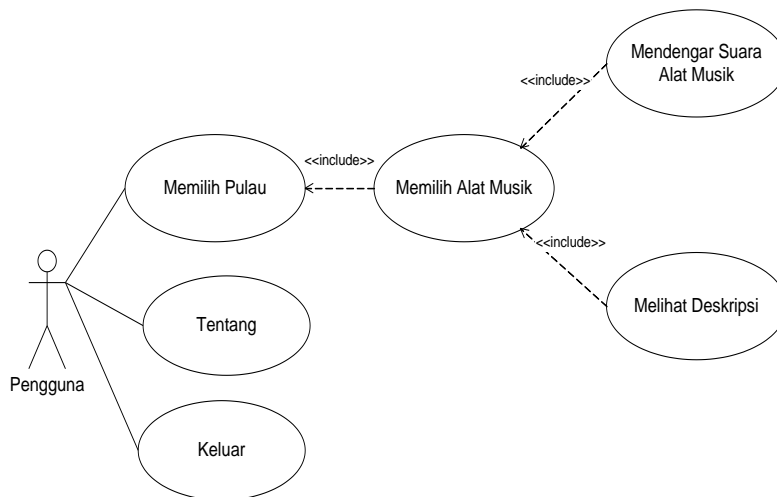 Mendengar Suara
Alat Musik
<<include>>
<<include>>
Memilih Pulau
Memilih Alat Musik
<<include>>
Melihat Deskripsi
Tentang
Pengguna
Keluar